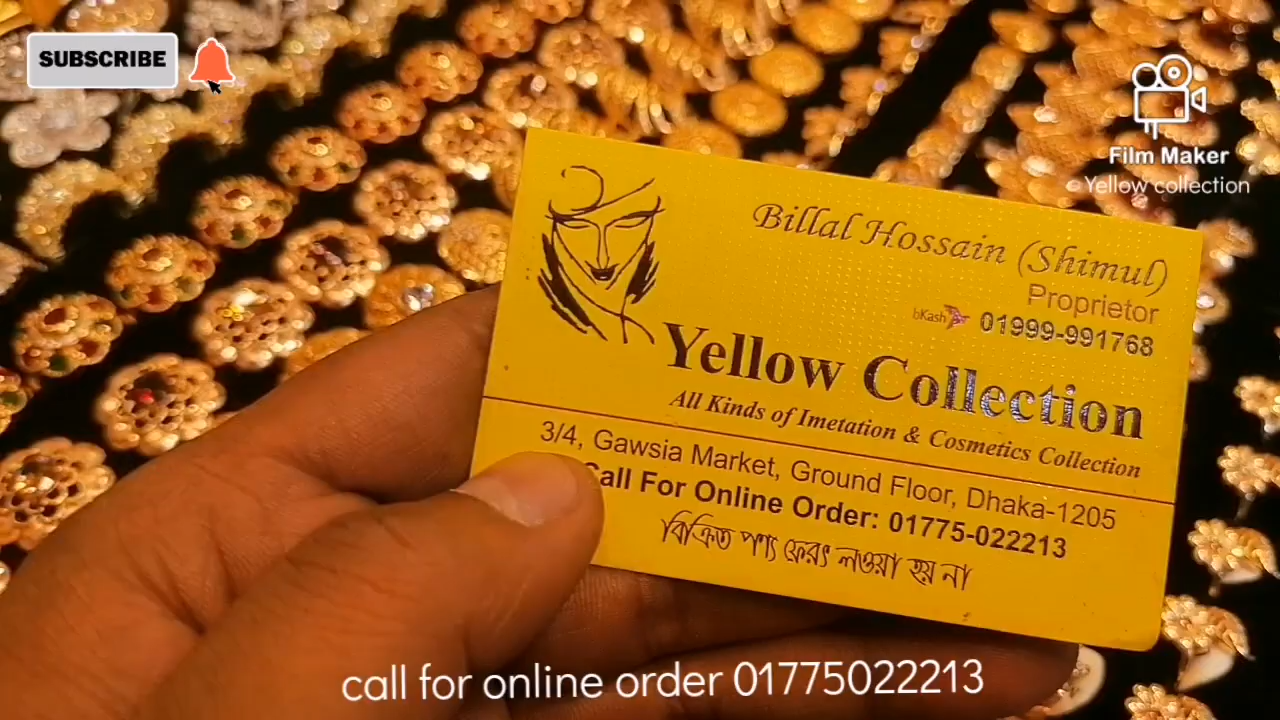 SUBSCRIBE
Film Maker
Yellow collection
Billal Hossain (Shimul)
Proprietor
bKash 01999-991768
Yellow Collection
All Kinds of Imetation & Cosmetics Collection
3/4, Gawsia Market, Ground Floor, Dhaka-1205
Call For Online Order: 01775-022213
বিক্রিত পণ্য ফেরৎ লওয়া হয় না
call for online order 01775022213